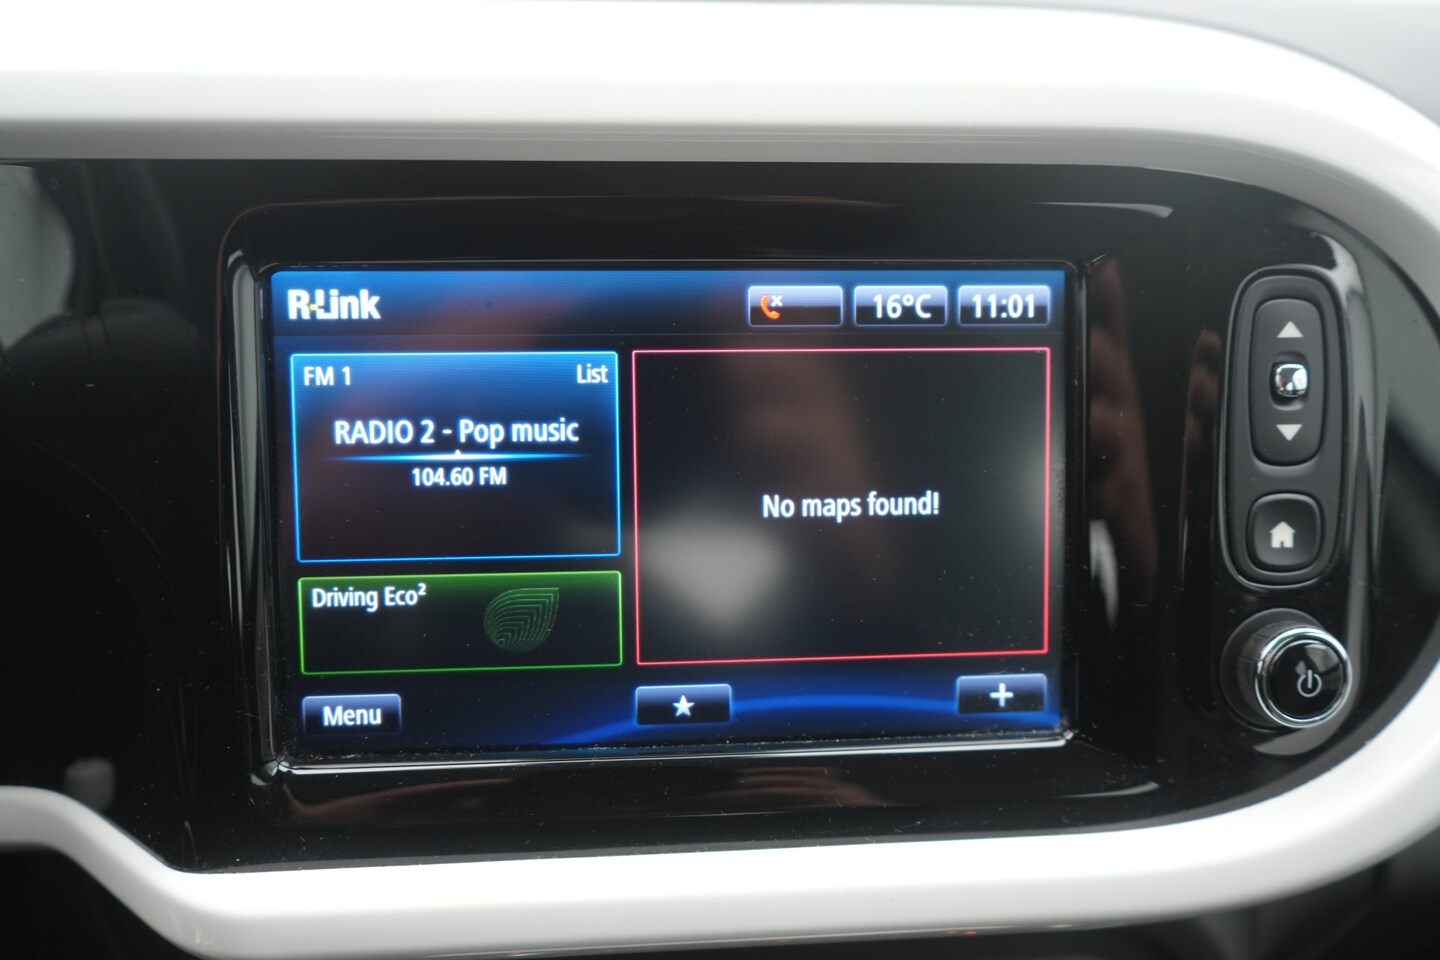 R-Link
16°C
11:01
FM 1
List
RADIO 2 - Pop music
104.60 FM
No maps found!
Driving Eco²
Menu